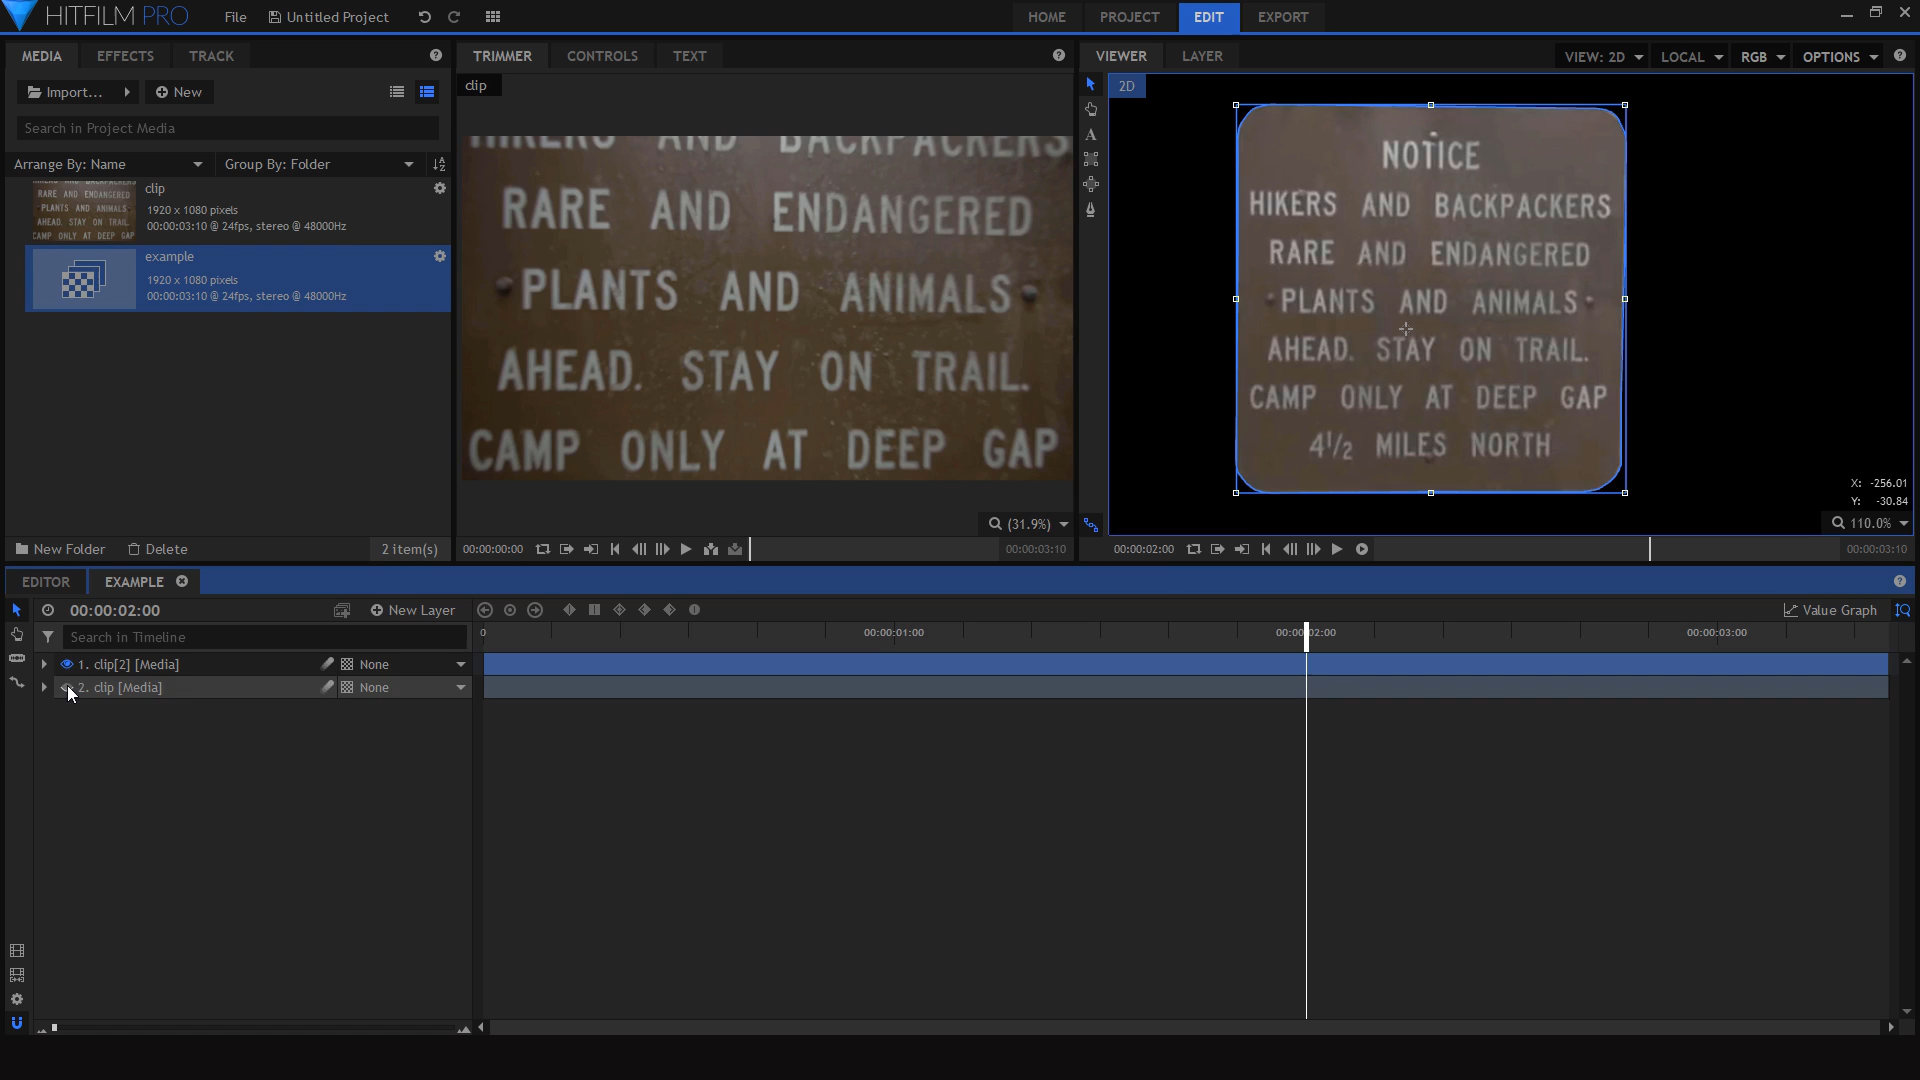 HITFILM PRO
File
Untitled Project
HOME
PROJECT
EDIT
EXPORT
MEDIA
EFFECTS
TRACK
Import...
New
Search in Project Media
Arrange By: Name
Group By: Folder
clip
1920 x 1080 pixels
00:00:03:10 @ 24fps, stereo @ 48000Hz
example
1920 x 1080 pixels
00:00:03:10 @ 24fps, stereo @ 48000Hz
New Folder
Delete
2 item(s)
TRIMMER
CONTROLS
TEXT
clip
HIKERS AND BACKPACKERS
RARE AND ENDANGERED
PLANTS AND ANIMALS
AHEAD. STAY ON TRAIL.
CAMP ONLY AT DEEP GAP
(31.9%)
00:00:00:00
00:00:03:10
VIEWER
LAYER
VIEW: 2D
LOCAL
RGB
OPTIONS
2D
NOTICE
HIKERS AND BACKPACKERS
RARE AND ENDANGERED
PLANTS AND ANIMALS
AHEAD. STAY ON TRAIL.
CAMP ONLY AT DEEP GAP
4½ MILES NORTH
X: -256.01
Y: -30.84
110.0%
00:00:02:00
00:00:03:10
EDITOR
EXAMPLE
00:00:02:00
New Layer
Value Graph
Search in Timeline
0
00:00:01:00
00:00:02:00
00:00:03:00
1. clip[2] [Media]
None
2. clip [Media]
None